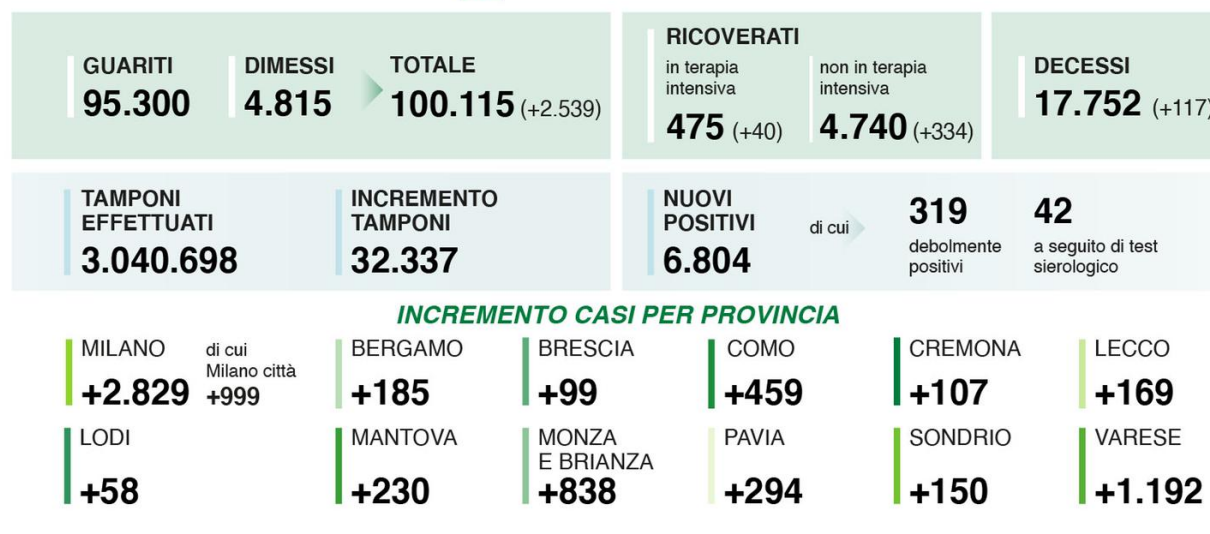 GUARITI
95.300
DIMESSI
4.815
TOTALE
100.115 (+2.539)
RICOVERATI
in terapia
intensiva
475 (+40)
non in terapia
intensiva
4.740 (+334)
DECESSI
17.752 (+117)
TAMPONI
EFFETTUATI
3.040.698
INCREMENTO
TAMPONI
32.337
NUOVI
POSITIVI
6.804
di cui
319
debolmente
positivi
42
a seguito di test
sierologico
INCREMENTO CASI PER PROVINCIA
MILANO
+2.829
di cui
Milano città
+999
BERGAMO
+185
BRESCIA
+99
COMO
+459
CREMONA
+107
LECCO
+169
LODI
+58
MANTOVA
+230
MONZA
E BRIANZA
+838
PAVIA
+294
SONDRIO
+150
VARESE
+1.192